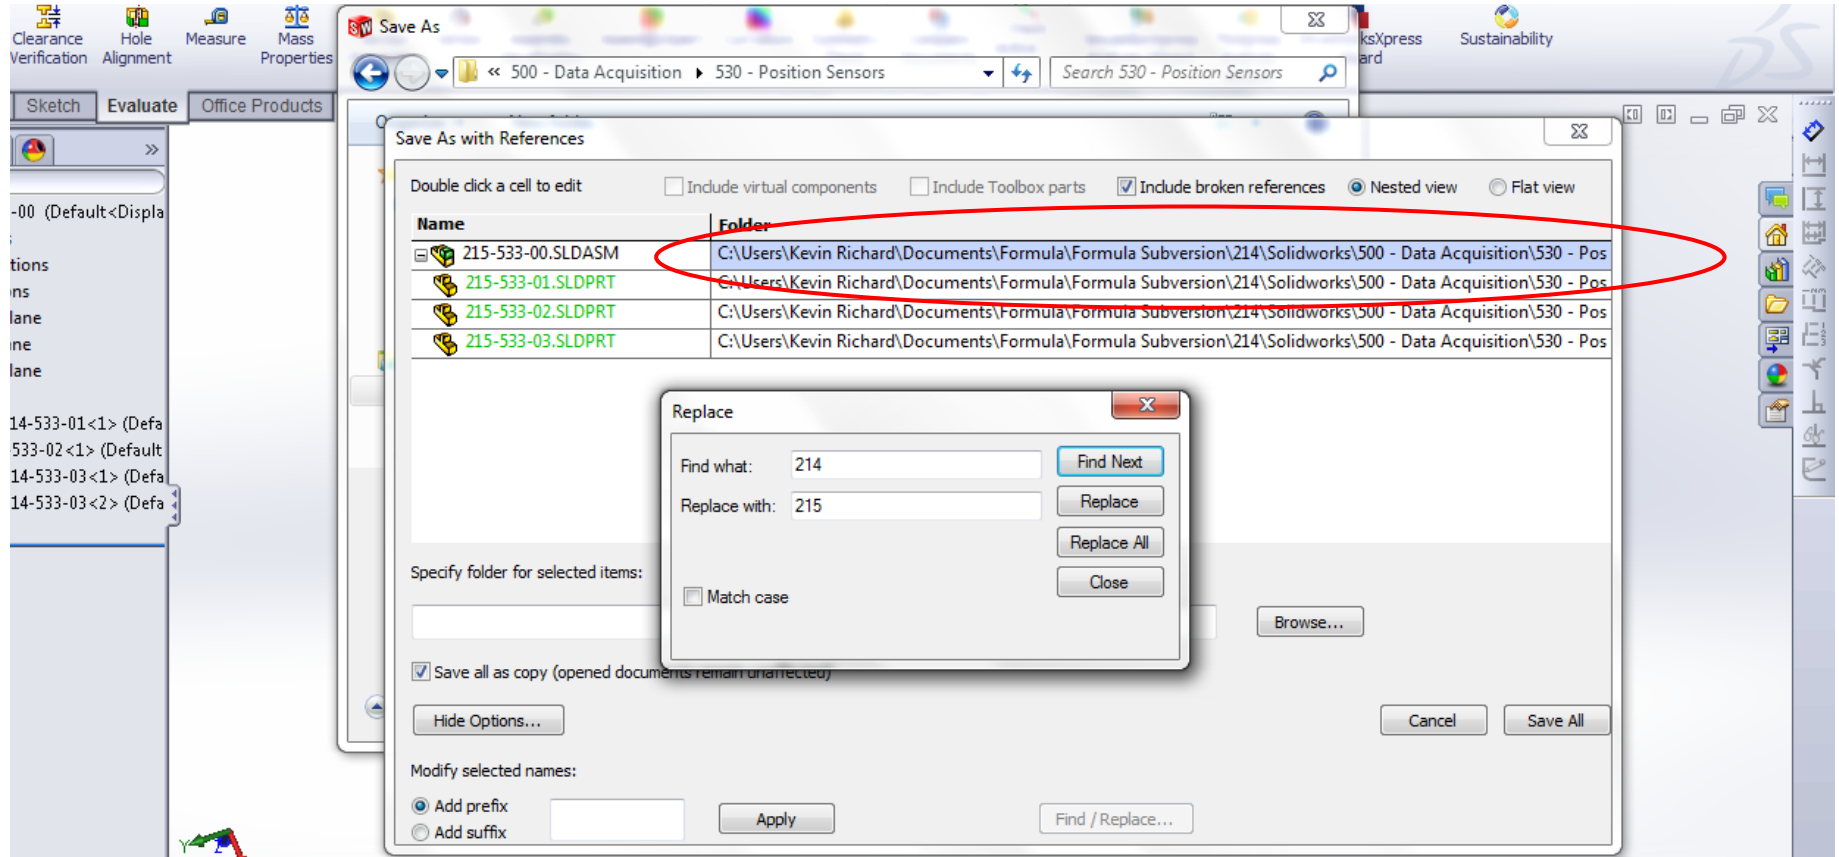 Clearance
Verification
Hole
Alignment
Measure
Mass
Properties
Save As
ksXpress
ard
Sustainability
« 500 - Data Acquisition ▸ 530 - Position Sensors
Search 530 - Position Sensors
Sketch
Evaluate
Office Products
Save As with References
»
Double click a cell to edit
Include virtual components
Include Toolbox parts
Include broken references
Nested view
Flat view
-00 (Default<Displa
tions
ns
lane
ne
lane
14-533-01<1> (Defa
-533-02<1> (Default
14-533-03<1> (Defa
14-533-03<2> (Defa
Name Folder
215-533-00.SLDASM C:\Users\Kevin Richard\Documents\Formula\Formula Subversion\214\Solidworks\500 - Data Acquisition\530 - Pos
215-533-01.SLDPRT C:\Users\Kevin Richard\Documents\Formula\Formula Subversion\214\Solidworks\500 - Data Acquisition\530 - Pos
215-533-02.SLDPRT C:\Users\Kevin Richard\Documents\Formula\Formula Subversion\214\Solidworks\500 - Data Acquisition\530 - Pos
215-533-03.SLDPRT C:\Users\Kevin Richard\Documents\Formula\Formula Subversion\214\Solidworks\500 - Data Acquisition\530 - Pos
Replace
Find what: 214
Find Next
Replace with: 215
Replace
Replace All
Close
Match case
Specify folder for selected items:
Browse...
Save all as copy (opened documents remain unaffected)
Hide Options...
Cancel
Save All
Modify selected names:
Add prefix
Add suffix
Apply
Find / Replace...
Y